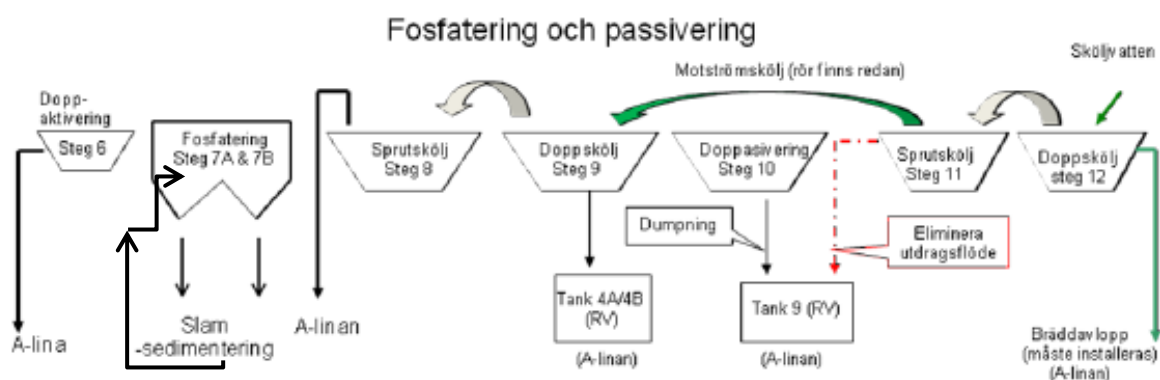 Fosfatering och passivering
Motströmskölj (rör finns redan)
Sköljvatten
Dopp-
aktivering
Steg 6
Fosfatering
Steg 7A & 7B
Sprutskölj
Steg 8
Doppskölj
Steg 9
Doppasivering
Steg 10
Sprutskölj
Steg 11
Doppskölj
steg 12
Dumpning
Eliminera
utdragsflöde
Tank 4A/4B
(RV)
(A-linan)
Tank 9 (RV)
(A-linan)
A-lina
Slam
-sedimentering
A-linan
Bräddavlopp
(måste installeras)
(A-linan)